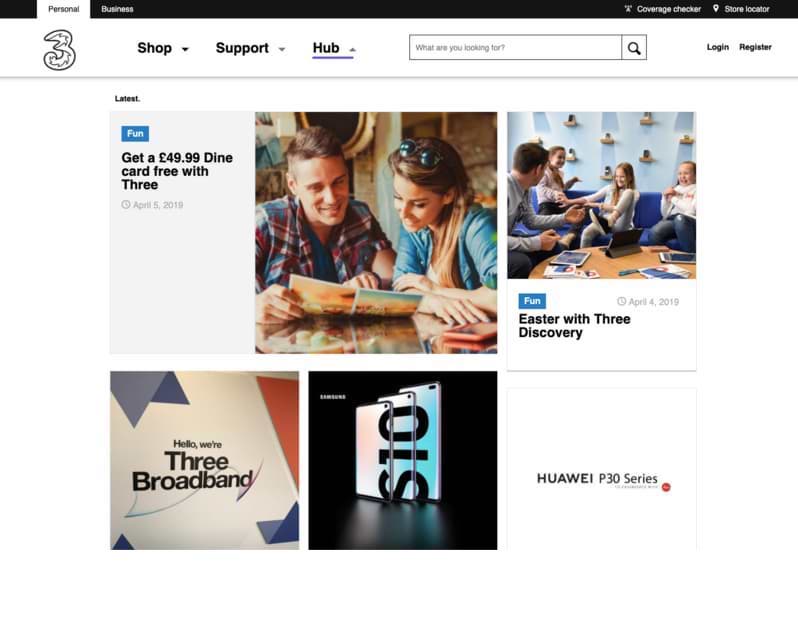 Personal
Business
Coverage checker
Store locator
3
Shop
Support
Hub
What are you looking for?
Login
Register
Latest.
Fun
Get a £49.99 Dine
card free with
Three
April 5, 2019
Fun
April 4, 2019
Easter with Three
Discovery
Hello, we're
Three
Broadband
SAMSUNG
S10
HUAWEI P30 Series